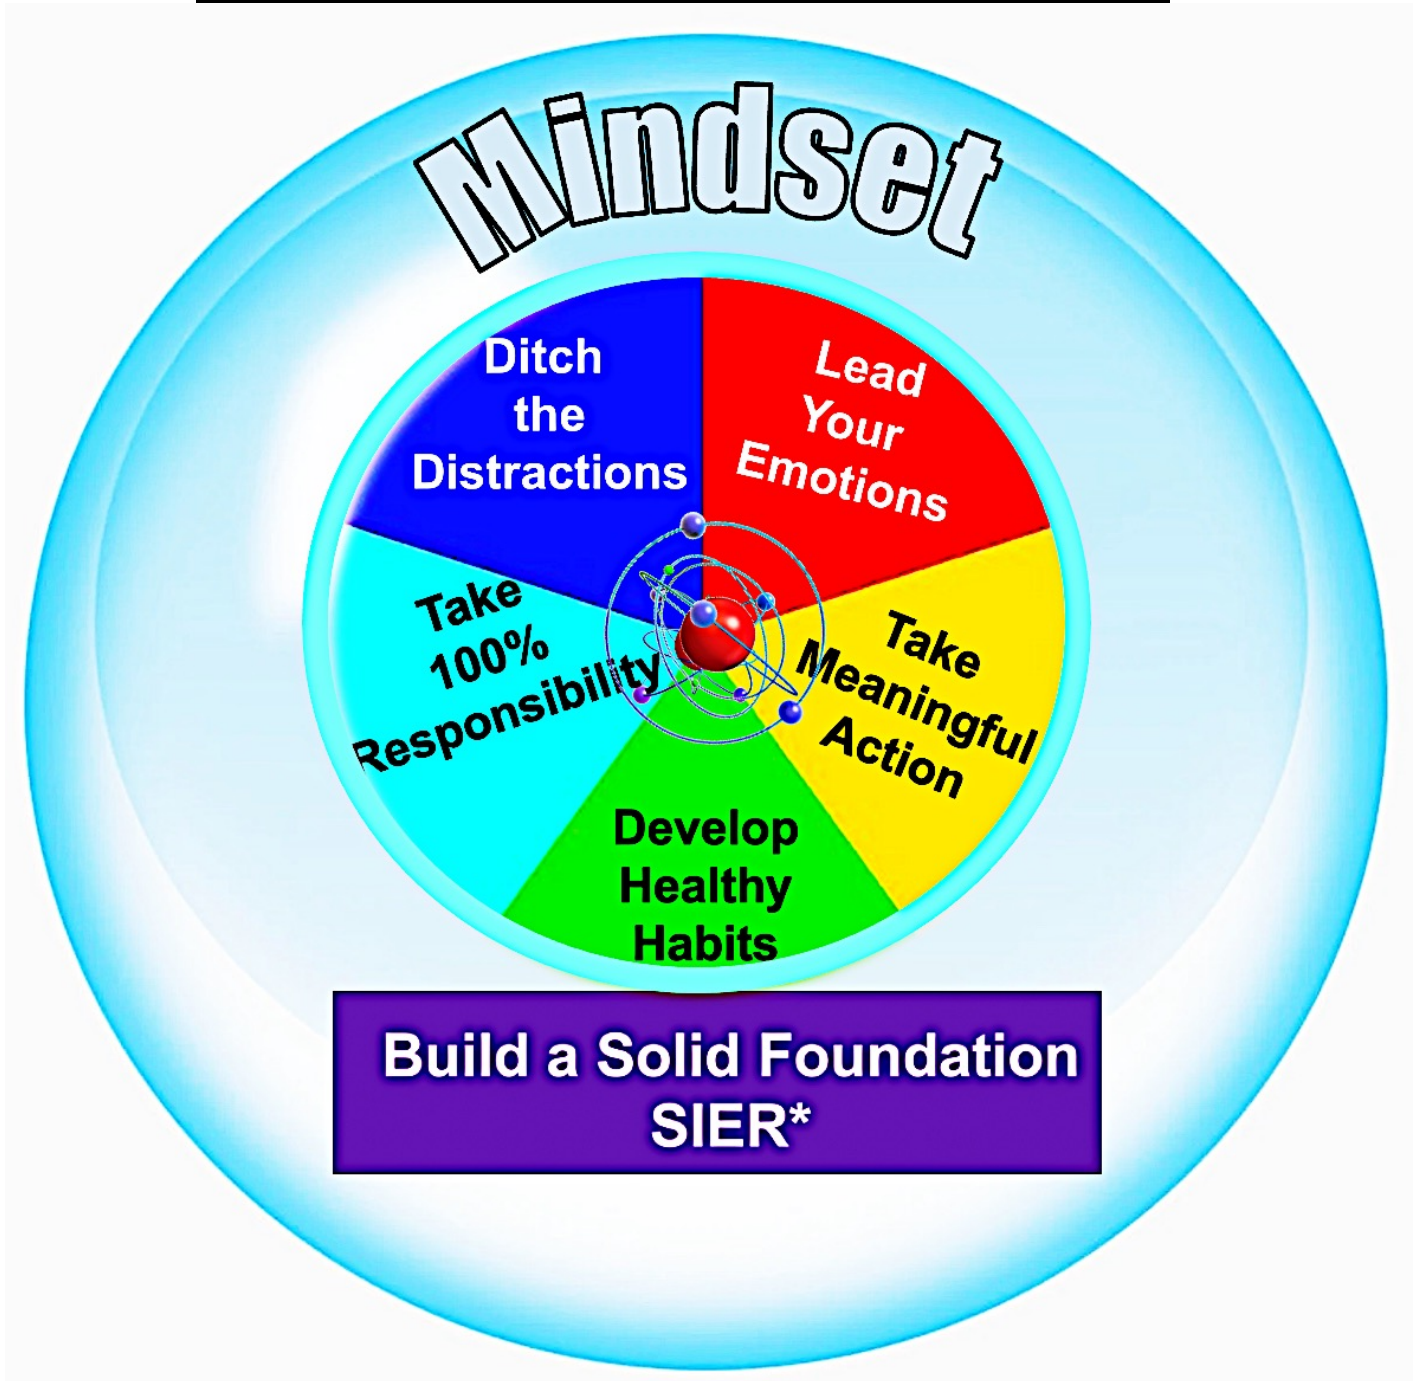 Mindset
Ditch
the
Distractions
Lead
Your
Emotions
Take
100%
Responsibility
Take
Meaningful
Action
Develop
Healthy
Habits
Build a Solid Foundation
SIER*